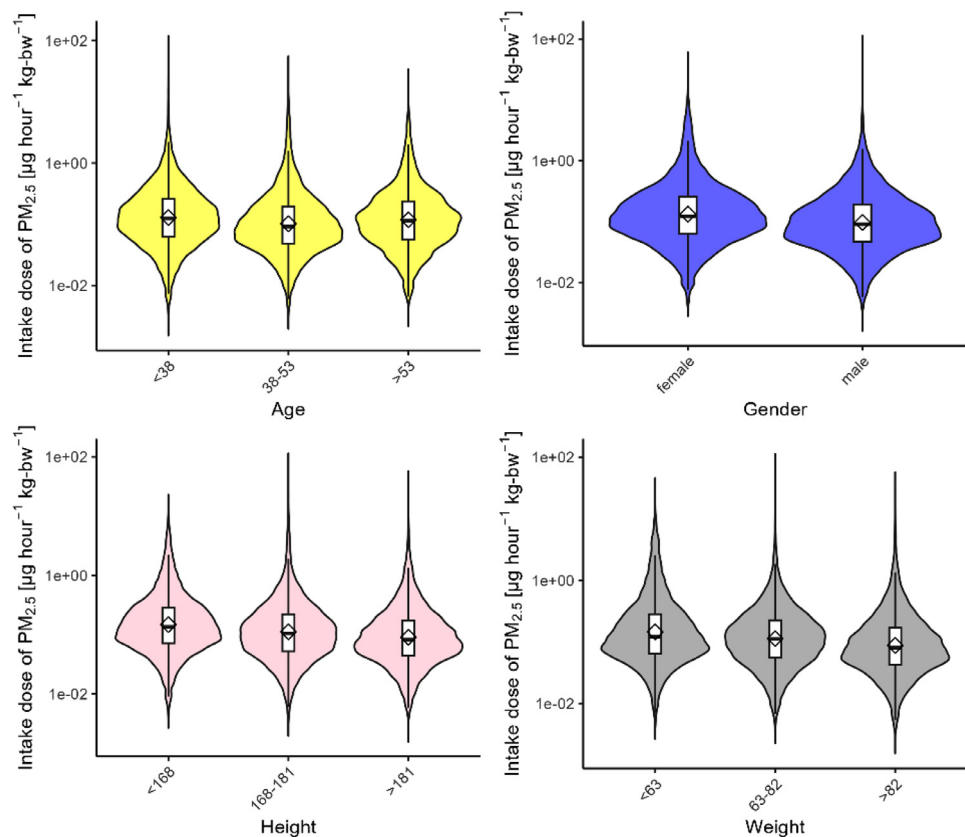 Intake dose of PM2.5 [µg hour⁻¹ kg-bw⁻¹]
1e+02
1e+00
1e-02
<38
38-53
>53
Age
Intake dose of PM2.5 [µg hour⁻¹ kg-bw⁻¹]
1e+02
1e+00
1e-02
female
male
Gender
Intake dose of PM2.5 [µg hour⁻¹ kg-bw⁻¹]
1e+02
1e+00
1e-02
<168
168-181
>181
Height
Intake dose of PM2.5 [µg hour⁻¹ kg-bw⁻¹]
1e+02
1e+00
1e-02
<63
63-82
>82
Weight